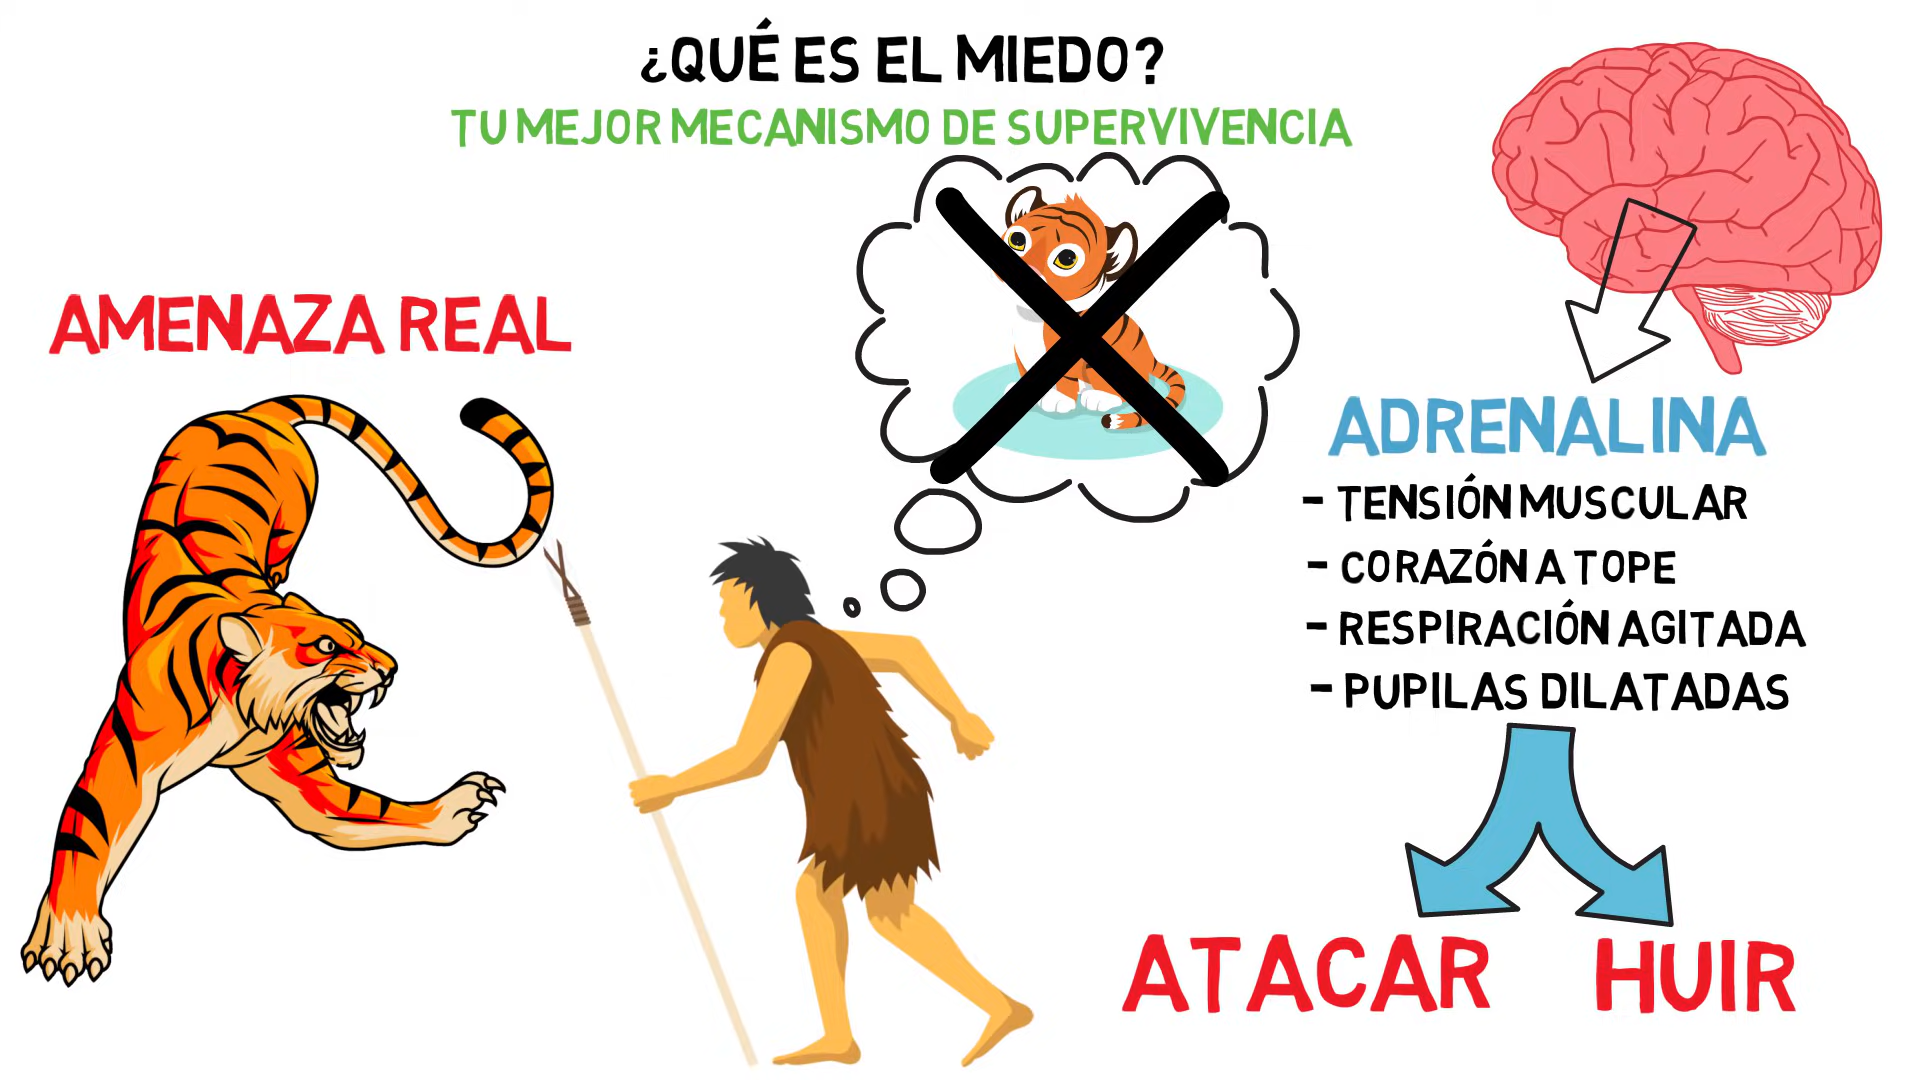 ¿QUÉ ES EL MIEDO?
TU MEJOR MECANISMO DE SUPERVIVENCIA
AMENAZA REAL
ADRENALINA
- TENSIÓN MUSCULAR
- CORAZÓN A TOPE
- RESPIRACIÓN AGITADA
- PUPILAS DILATADAS
ATACAR HUIR